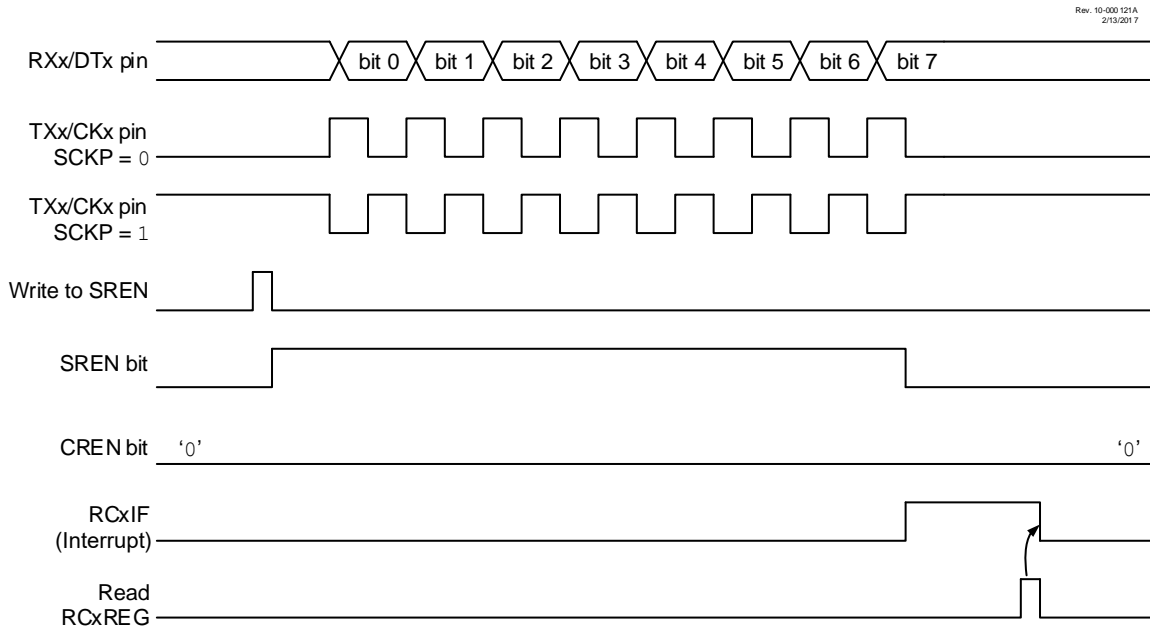 Rev. 10-000 121A
2/13/2017
RXx/DTx pin
bit 0 bit 1 bit 2 bit 3 bit 4 bit 5 bit 6 bit 7
TXx/CKx pin
SCKP = 0
TXx/CKx pin
SCKP = 1
Write to SREN
SREN bit
CREN bit ‘0’ ‘0’
RCxIF
(Interrupt)
Read
RCxREG